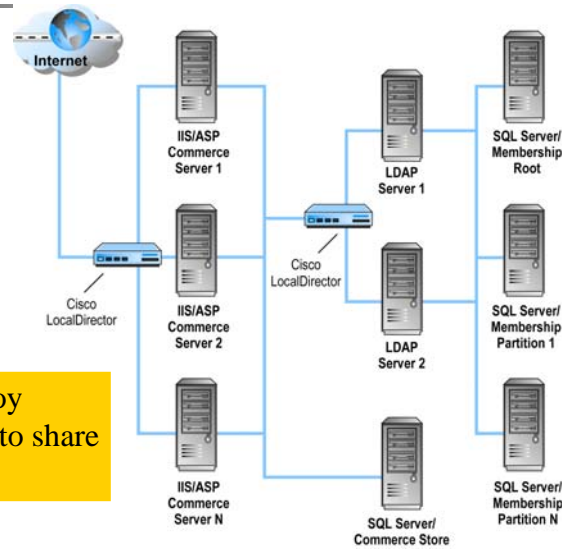 Internet
IIS/ASP
Commerce
Server 1
LDAP
Server 1
SQL Server/
Membership
Root
Cisco
LocalDirector
IIS/ASP
Commerce
Server 2
Cisco
LocalDirector
LDAP
Server 2
SQL Server/
Membership
Partition 1
oy
to share
IIS/ASP
Commerce
Server N
SQL Server/
Commerce Store
SQL Server/
Membership
Partition N